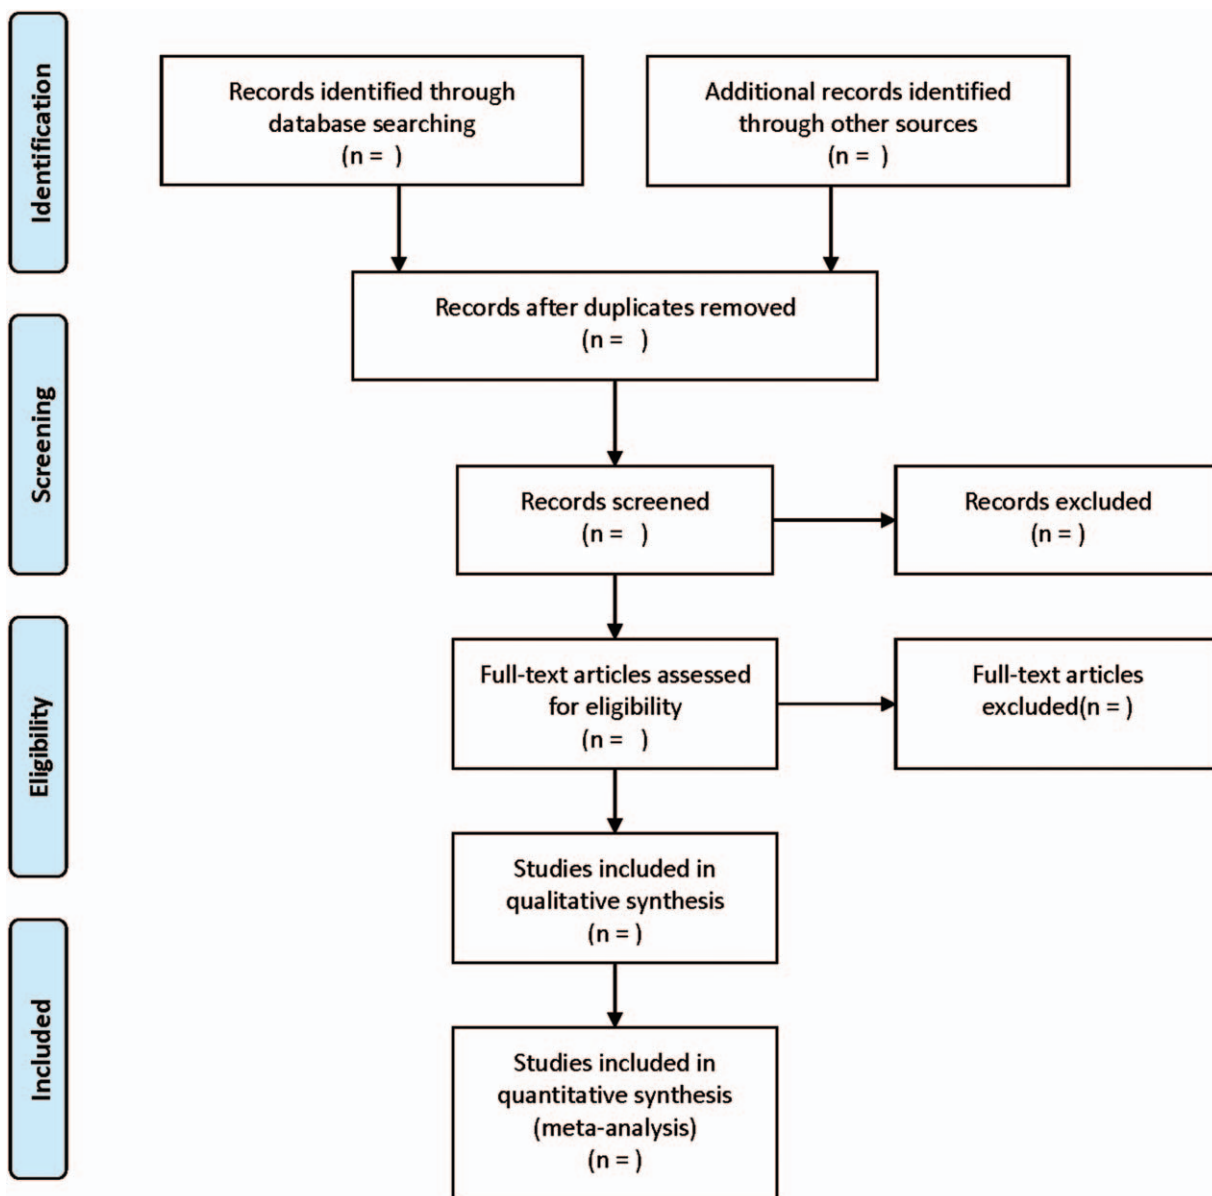 Identification
Records identified through
database searching
(n =  )
Additional records identified
through other sources
(n =  )
Records after duplicates removed
(n =   )
Screening
Records screened
(n =   )
Records excluded
(n = )
Eligibility
Full-text articles assessed
for eligibility
(n =   )
Full-text articles
excluded(n = )
Studies included in
qualitative synthesis
(n = )
Included
Studies included in
quantitative synthesis
(meta-analysis)
(n = )